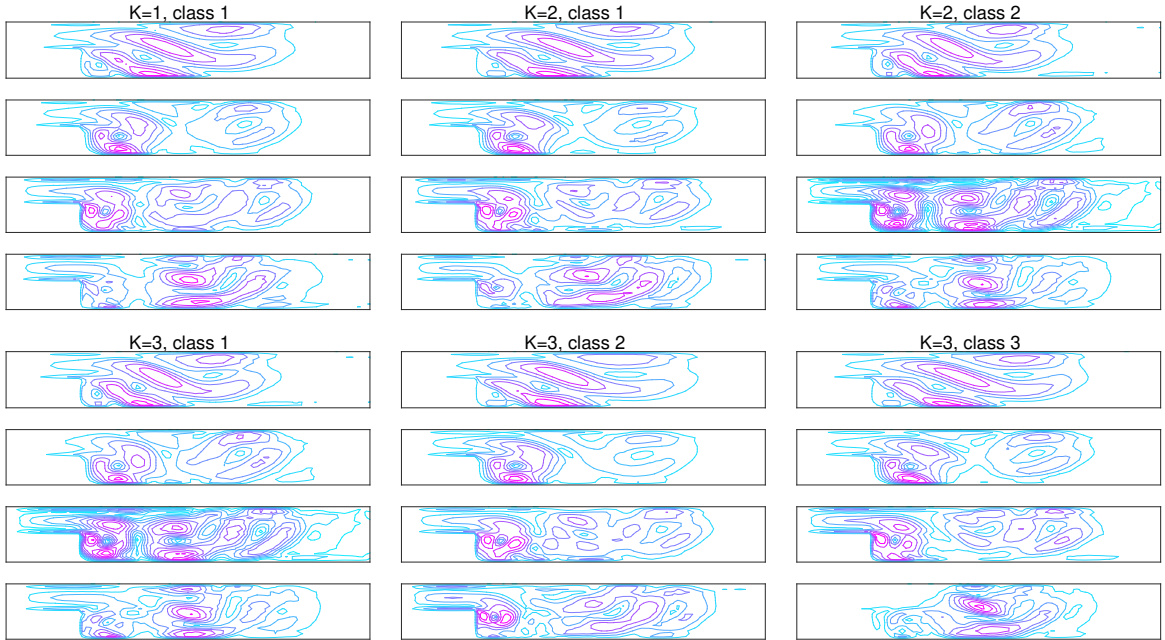 K=1, class 1
K=2, class 1
K=2, class 2
K=3, class 1
K=3, class 2
K=3, class 3